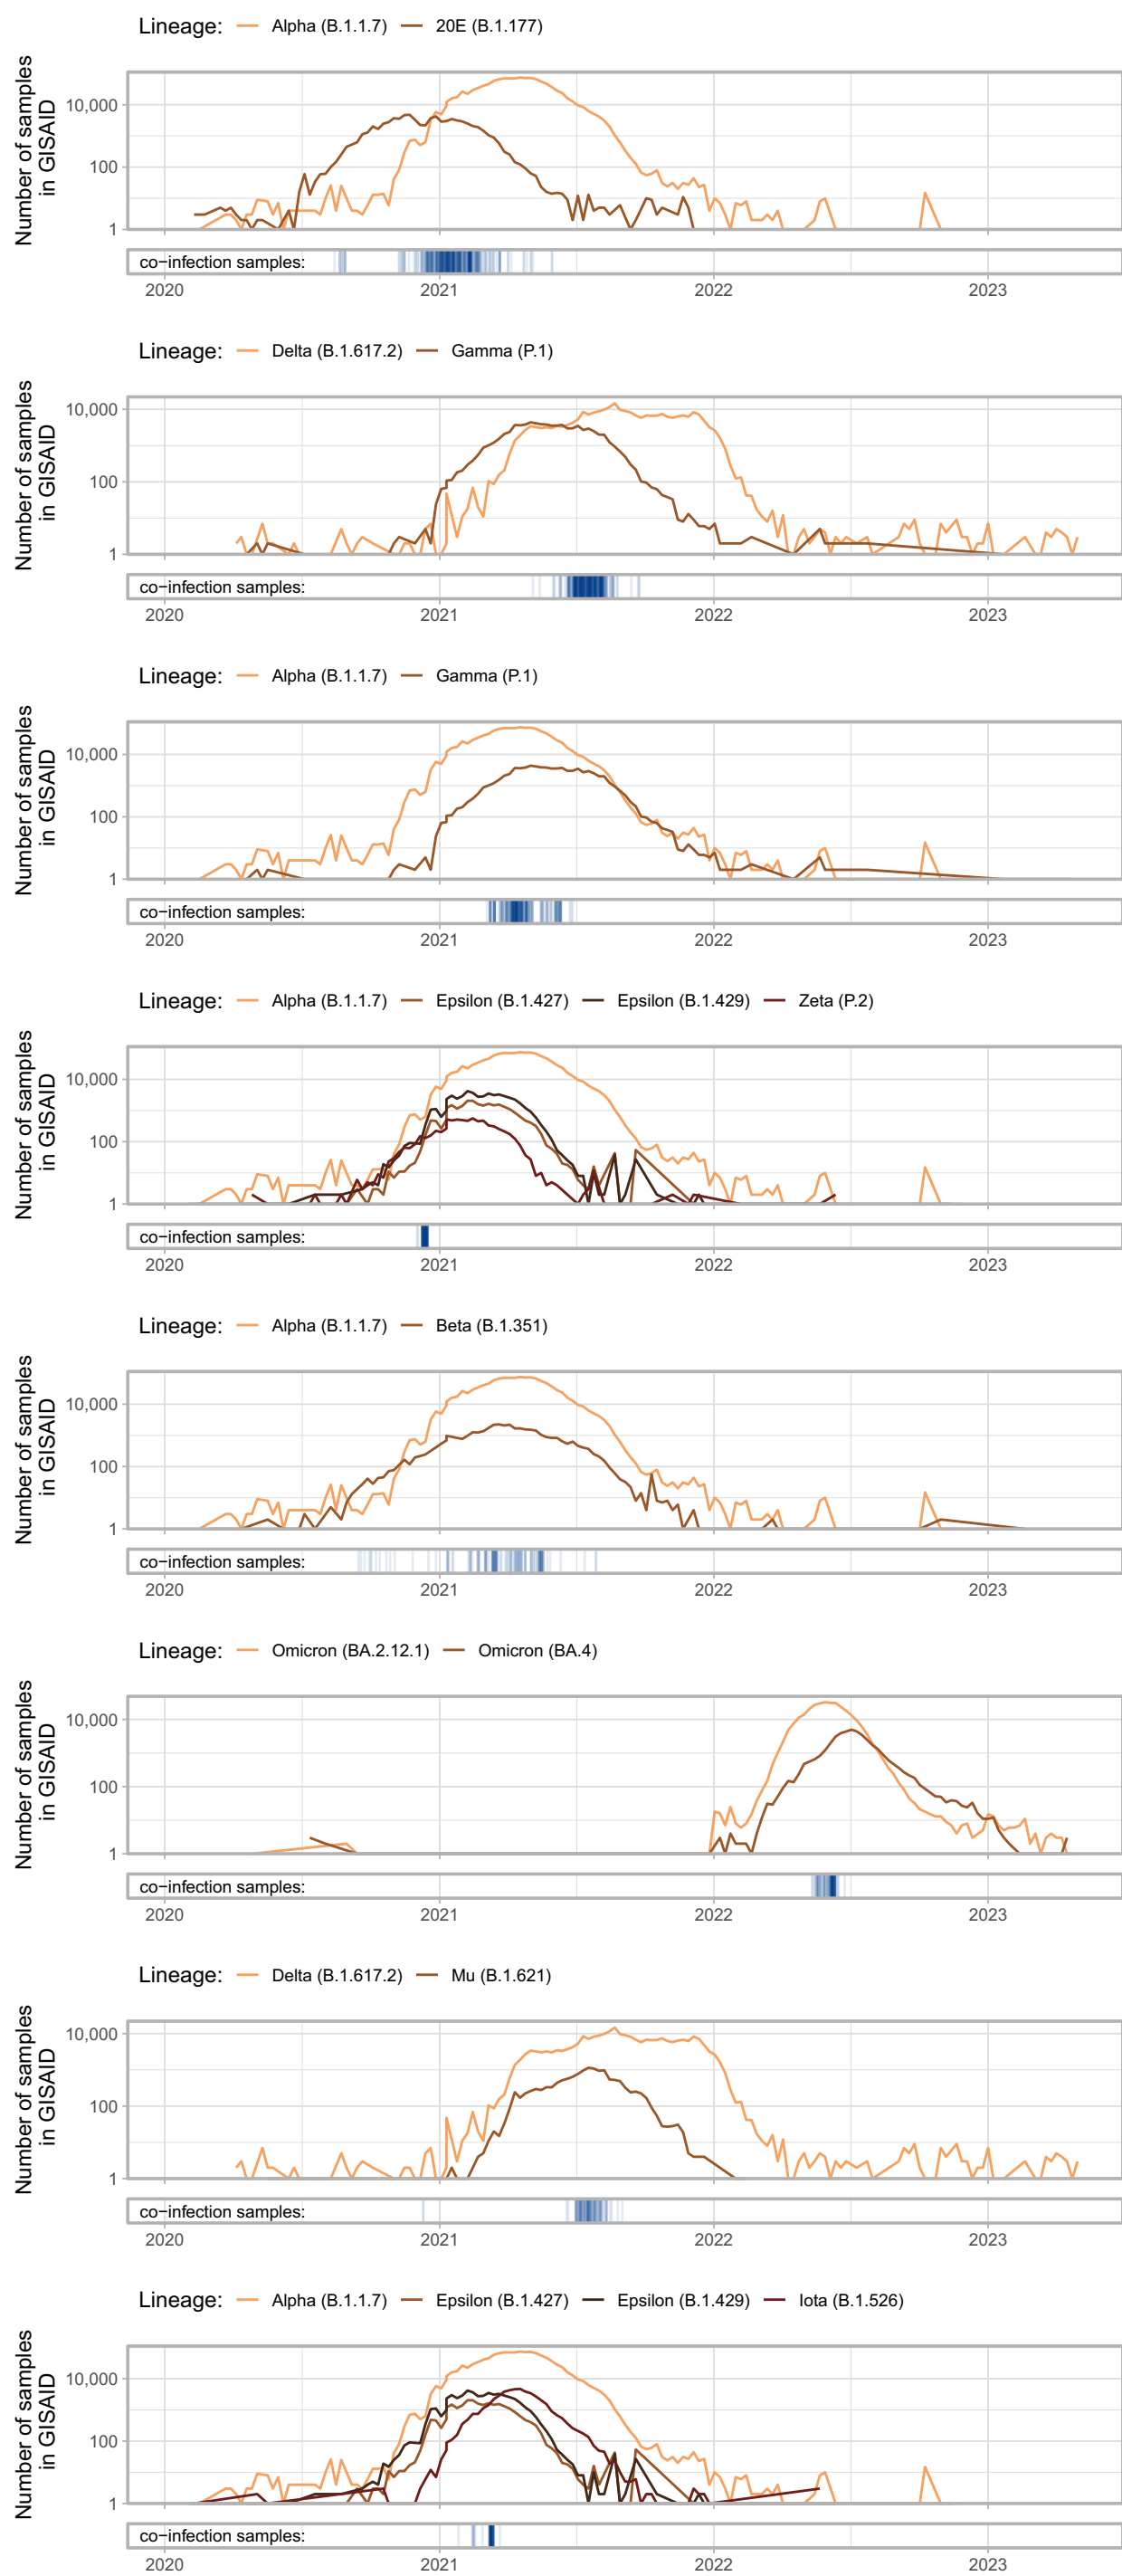 Lineage: Alpha (B.1.1.7) 20E (B.1.177)
Number of samples
in GISAID
10,000
100
1
co−infection samples:
2020 2021 2022 2023
Lineage: Delta (B.1.617.2) Gamma (P.1)
Number of samples
in GISAID
10,000
100
1
co−infection samples:
2020 2021 2022 2023
Lineage: Alpha (B.1.1.7) Gamma (P.1)
Number of samples
in GISAID
10,000
100
1
co−infection samples:
2020 2021 2022 2023
Lineage: Alpha (B.1.1.7) Epsilon (B.1.427) Epsilon (B.1.429) Zeta (P.2)
Number of samples
in GISAID
10,000
100
1
co−infection samples:
2020 2021 2022 2023
Lineage: Alpha (B.1.1.7) Beta (B.1.351)
Number of samples
in GISAID
10,000
100
1
co−infection samples:
2020 2021 2022 2023
Lineage: Omicron (BA.2.12.1) Omicron (BA.4)
Number of samples
in GISAID
10,000
100
1
co−infection samples:
2020 2021 2022 2023
Lineage: Delta (B.1.617.2) Mu (B.1.621)
Number of samples
in GISAID
10,000
100
1
co−infection samples:
2020 2021 2022 2023
Lineage: Alpha (B.1.1.7) Epsilon (B.1.427) Epsilon (B.1.429) Iota (B.1.526)
Number of samples
in GISAID
10,000
100
1
co−infection samples:
2020 2021 2022 2023